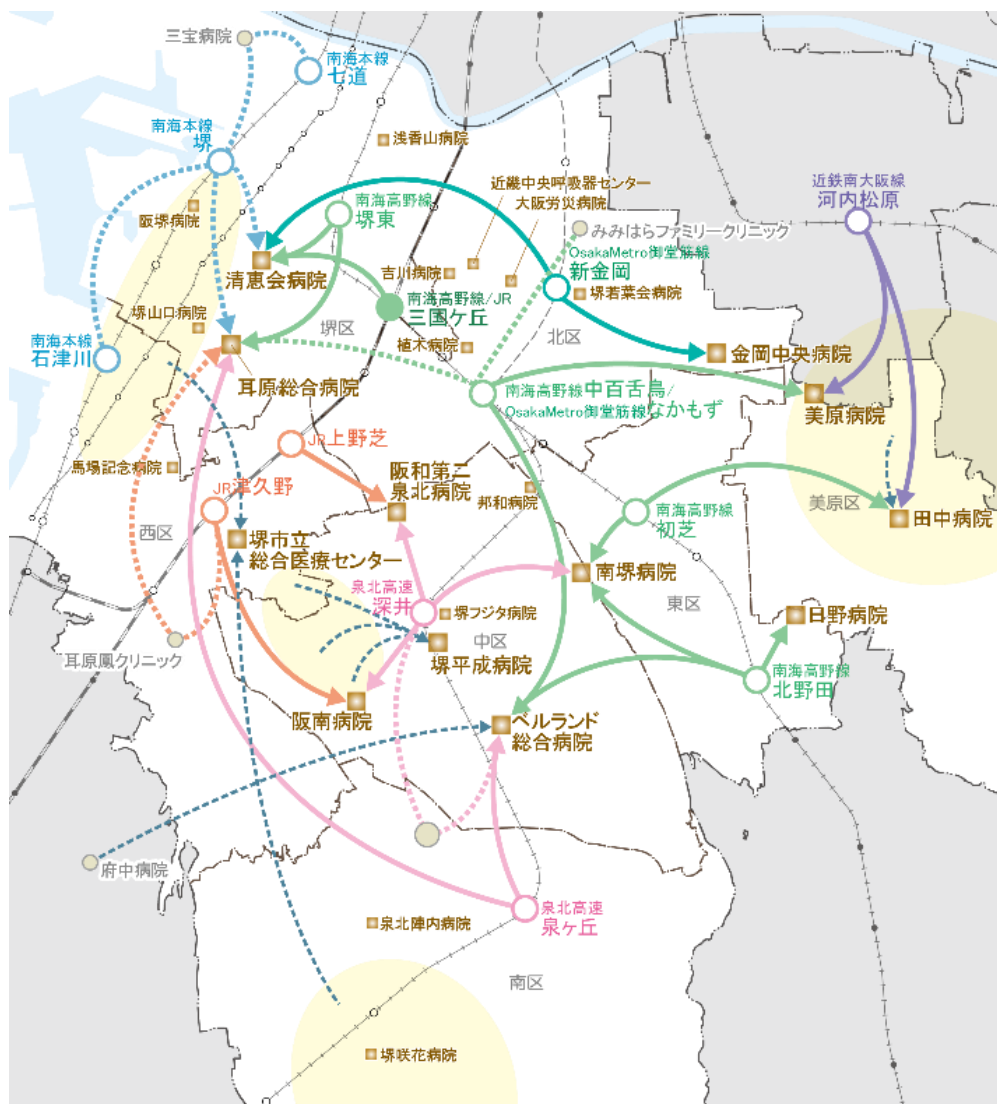 三宝病院
南海本線
七道
南海本線
堺
浅香山病院
近畿中央呼吸器センター
大阪労災病院
近鉄南大阪線
河内松原
阪堺病院
南海高野線
堺東
みみはらファミリークリニック
OsakaMetro御堂筋線
新金岡
清恵会病院
吉川病院
堺若葉会病院
南海高野線/JR
三国ケ丘
堺山口病院
堺区
北区
植木病院
金岡中央病院
南海本線
石津川
耳原総合病院
南海高野線中百舌鳥/
OsakaMetro御堂筋線なかもず
美原病院
JR上野芝
馬場記念病院
阪和第二
泉北病院
邦和病院
JR津久野
西区
美原区
南海高野線
初芝
田中病院
堺市立
総合医療センター
南堺病院
泉北高速
深井
堺フジタ病院
東区
日野病院
中区
耳原鳳クリニック
堺平成病院
南海高野線
北野田
阪南病院
ベルランド
総合病院
府中病院
泉北陣内病院
泉北高速
泉ヶ丘
南区
堺咲花病院